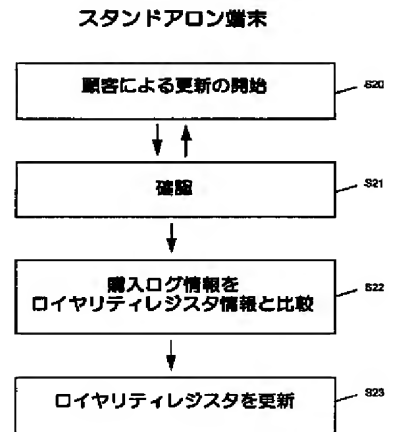 スタンドアロン端末
顧客による更新の開始
S20
確認
S21
購入ログ情報を
ロイヤリティレジスタ情報と比較
S22
ロイヤリティレジスタを更新
S23